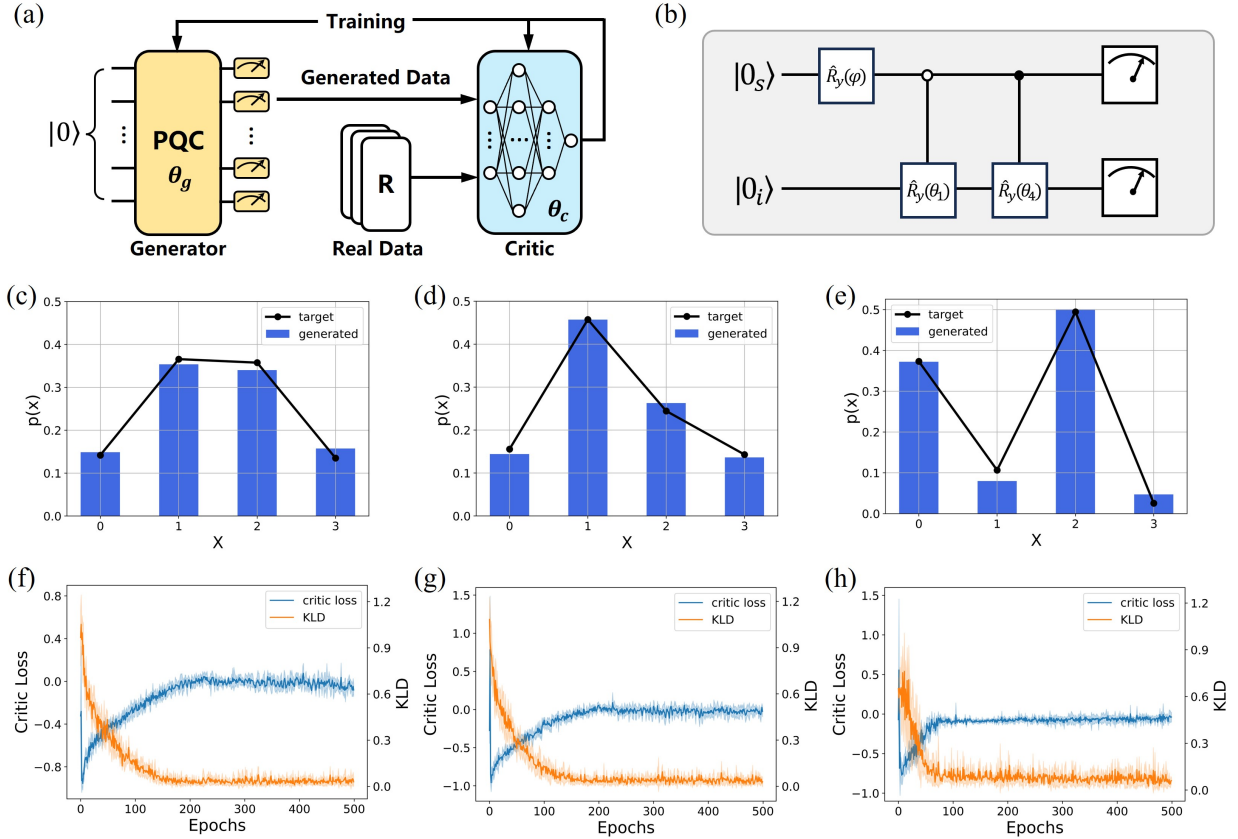 (a)
Training
Generated Data
|0⟩
PQC
θg
R
θc
Generator
Real Data
Critic
(b)
|0s⟩
R̂y(φ)
|0i⟩
R̂y(θ1)
R̂y(θ4)
(c)
0.5
0.4
0.3
0.2
0.1
0.0
p(x)
target
generated
0 1 2 3
X
(d)
0.5
0.4
0.3
0.2
0.1
0.0
p(x)
target
generated
0 1 2 3
X
(e)
0.5
0.4
0.3
0.2
0.1
0.0
p(x)
target
generated
0 1 2 3
X
(f)
0.8
0.4
0.0
−0.4
−0.8
Critic Loss
critic loss
KLD
1.2
0.9
0.6
0.3
0.0
KLD
0 100 200 300 400 500
Epochs
(g)
1.5
1.0
0.5
0.0
−0.5
−1.0
Critic Loss
critic loss
KLD
1.2
0.9
0.6
0.3
0.0
KLD
0 100 200 300 400 500
Epochs
(h)
1.5
1.0
0.5
0.0
−0.5
−1.0
Critic Loss
critic loss
KLD
1.2
0.9
0.6
0.3
0.0
KLD
0 100 200 300 400 500
Epochs